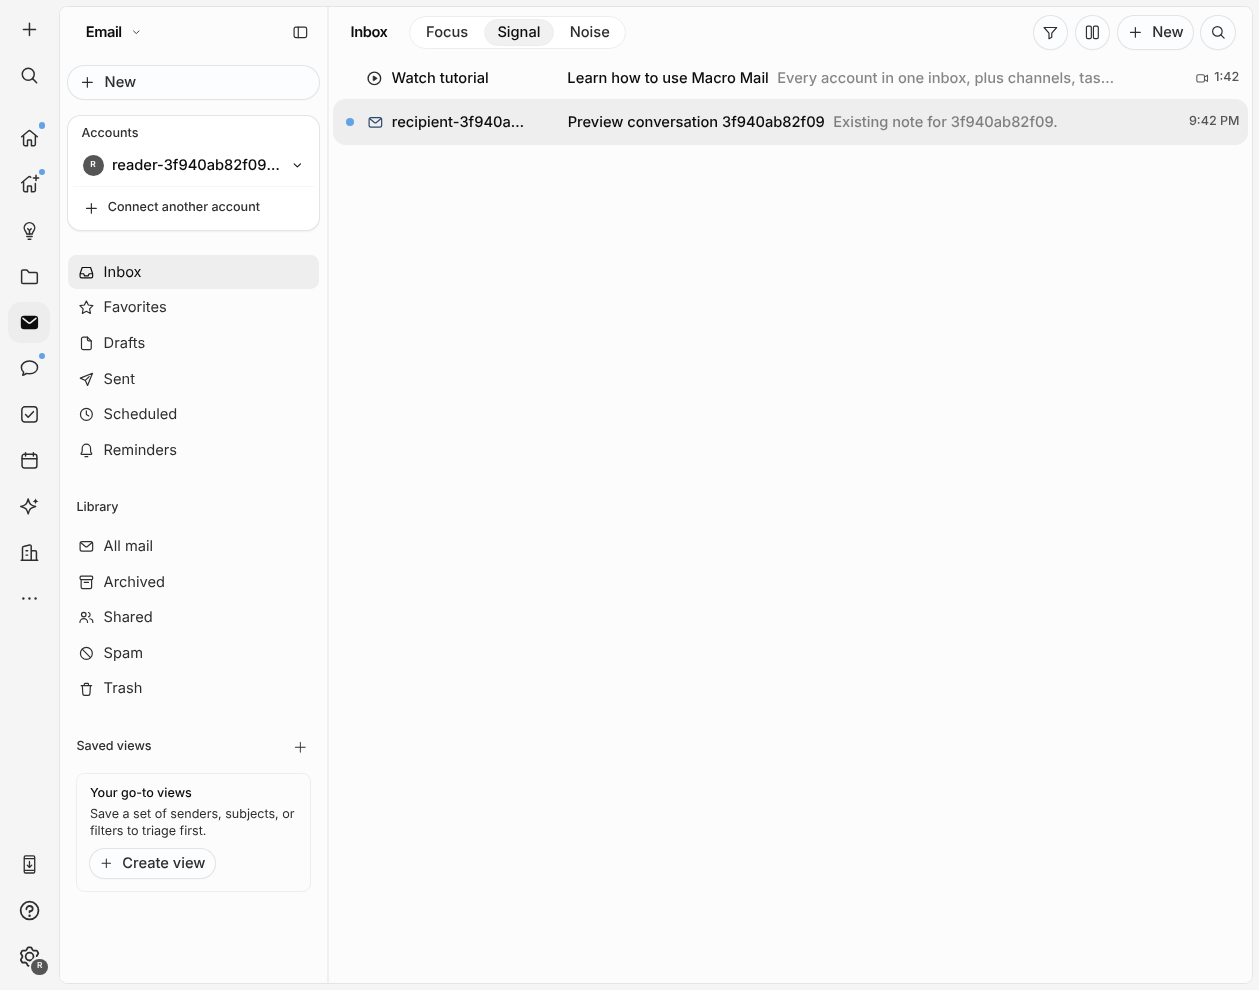 Email
New
Accounts
R
reader-3f940ab82f09...
Connect another account
Inbox
Favorites
Drafts
Sent
Scheduled
Reminders
Library
All mail
Archived
Shared
Spam
Trash
Saved views
Your go-to views
Save a set of senders, subjects, or
filters to triage first.
Create view
R
Inbox
Focus
Signal
Noise
New
Watch tutorial Learn how to use Macro Mail Every account in one inbox, plus channels, tas... 1:42
recipient-3f940a... Preview conversation 3f940ab82f09 Existing note for 3f940ab82f09. 9:42 PM